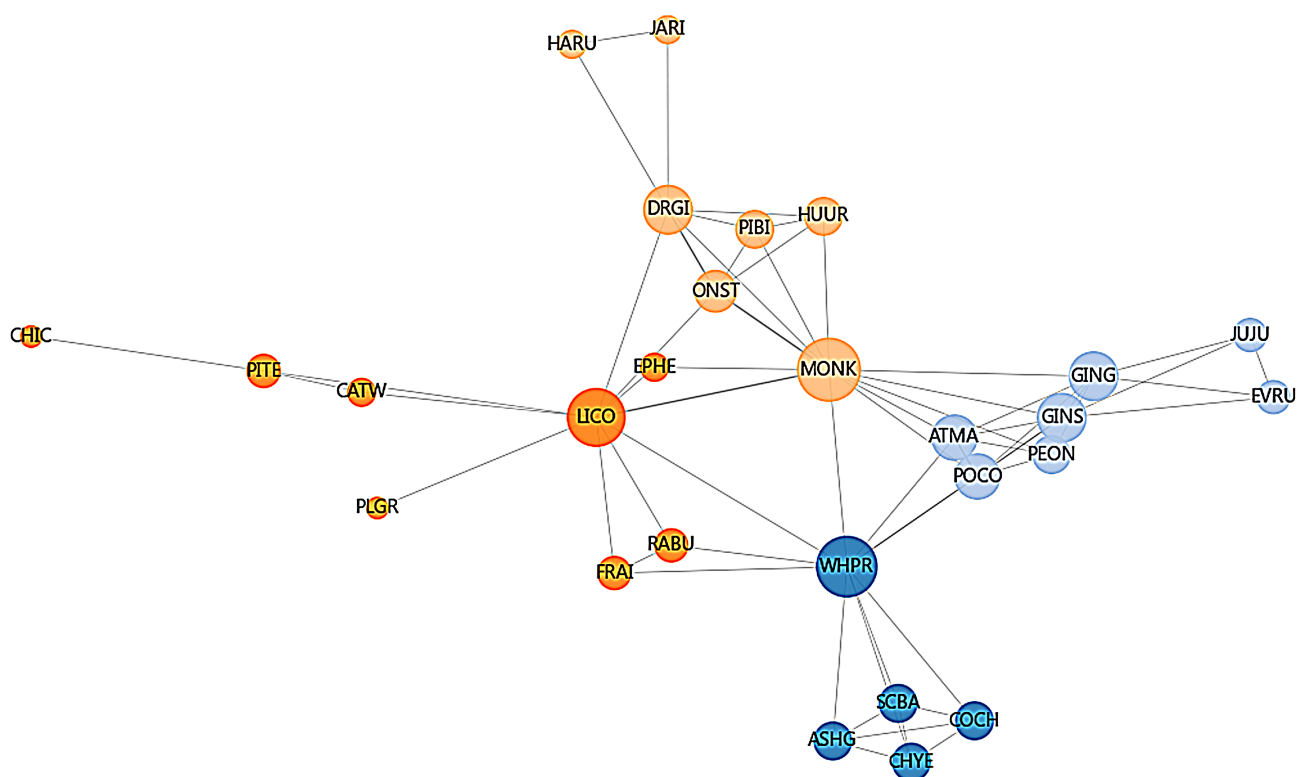 JARI
HARU
DRGI
HUUR
PIBI
ONST
JUJU
CHIC
EPHE
MONK
PITE
GING
CATW
EVRU
LICO
GINS
ATMA
PEON
POCO
PLGR
RABU
WHPR
FRAI
SCBA
COCH
ASHG
CHYE